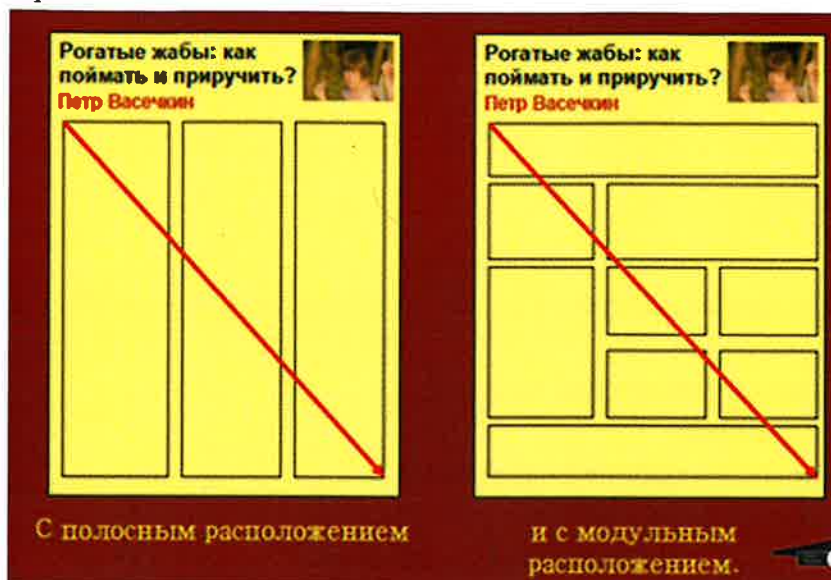 Рогатые жабы: как
поймать и приручить?
Петр Васечкин
С полосным расположением
Рогатые жабы: как
поймать и приручить?
Петр Васечкин
и с модульным
расположением.